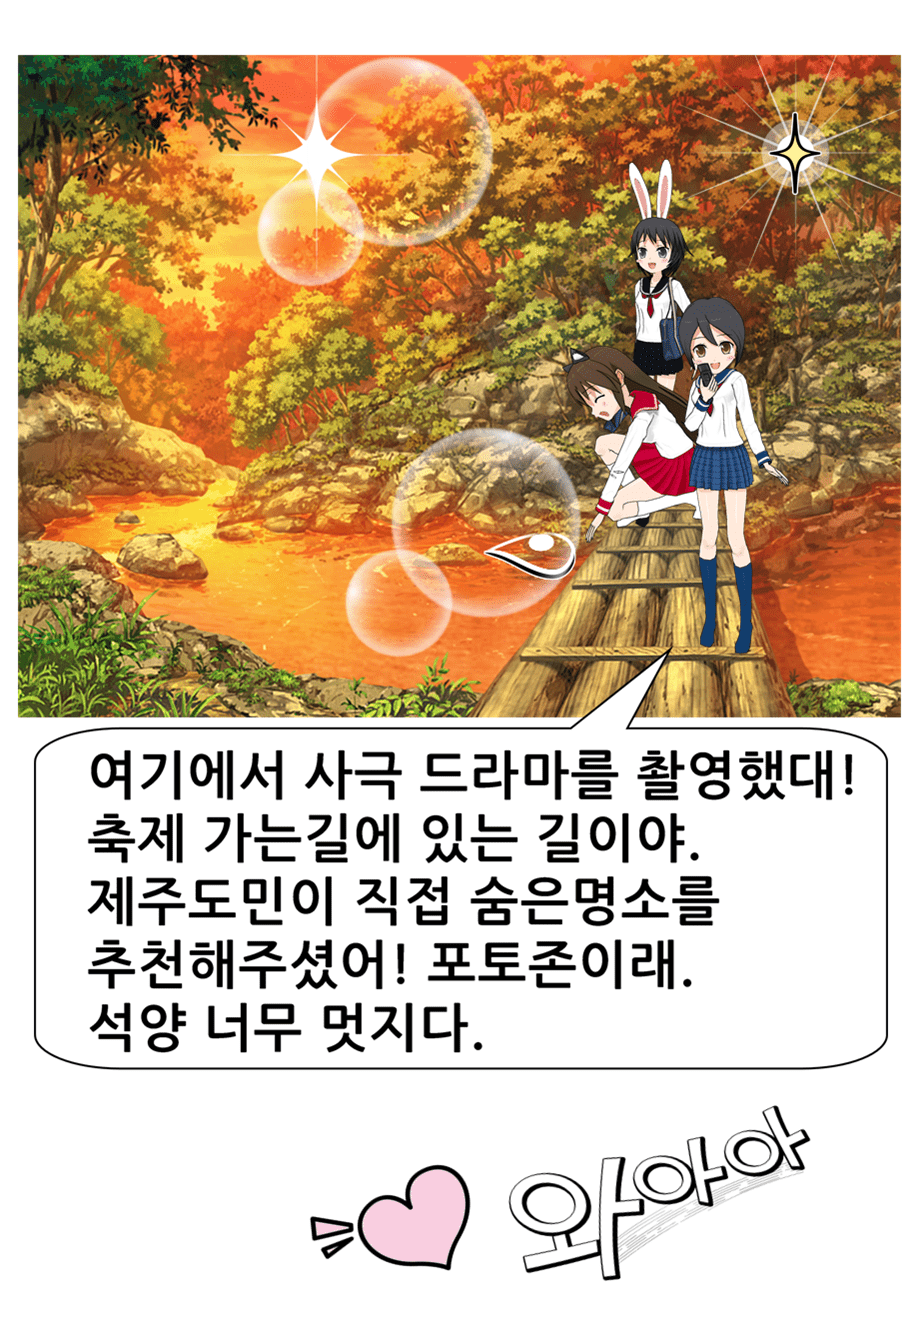 여기에서 사극 드라마를 촬영했대!
축제 가는길에 있는 길이야.
제주도민이 직접 숨은명소를
추천해주셨어! 포토존이래.
석양 너무 멋지다.
와아아